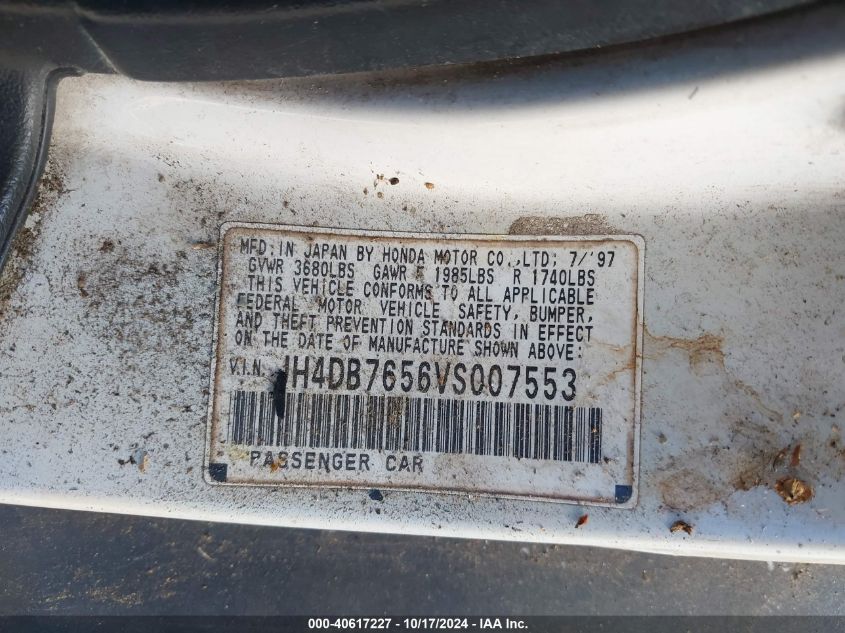 MFD. IN JAPAN BY HONDA MOTOR CO., LTD; 7/'97
GVWR 3680LBS GAWR F 1985LBS R 1740LBS
THIS VEHICLE CONFORMS TO ALL APPLICABLE
FEDERAL MOTOR VEHICLE SAFETY, BUMPER,
AND THEFT PREVENTION STANDARDS IN EFFECT
ON THE DATE OF MANUFACTURE SHOWN ABOVE:
V.I.N. JH4DB7656VS007553
PASSENGER CAR
000-40617227 - 10/17/2024 - IAA Inc.